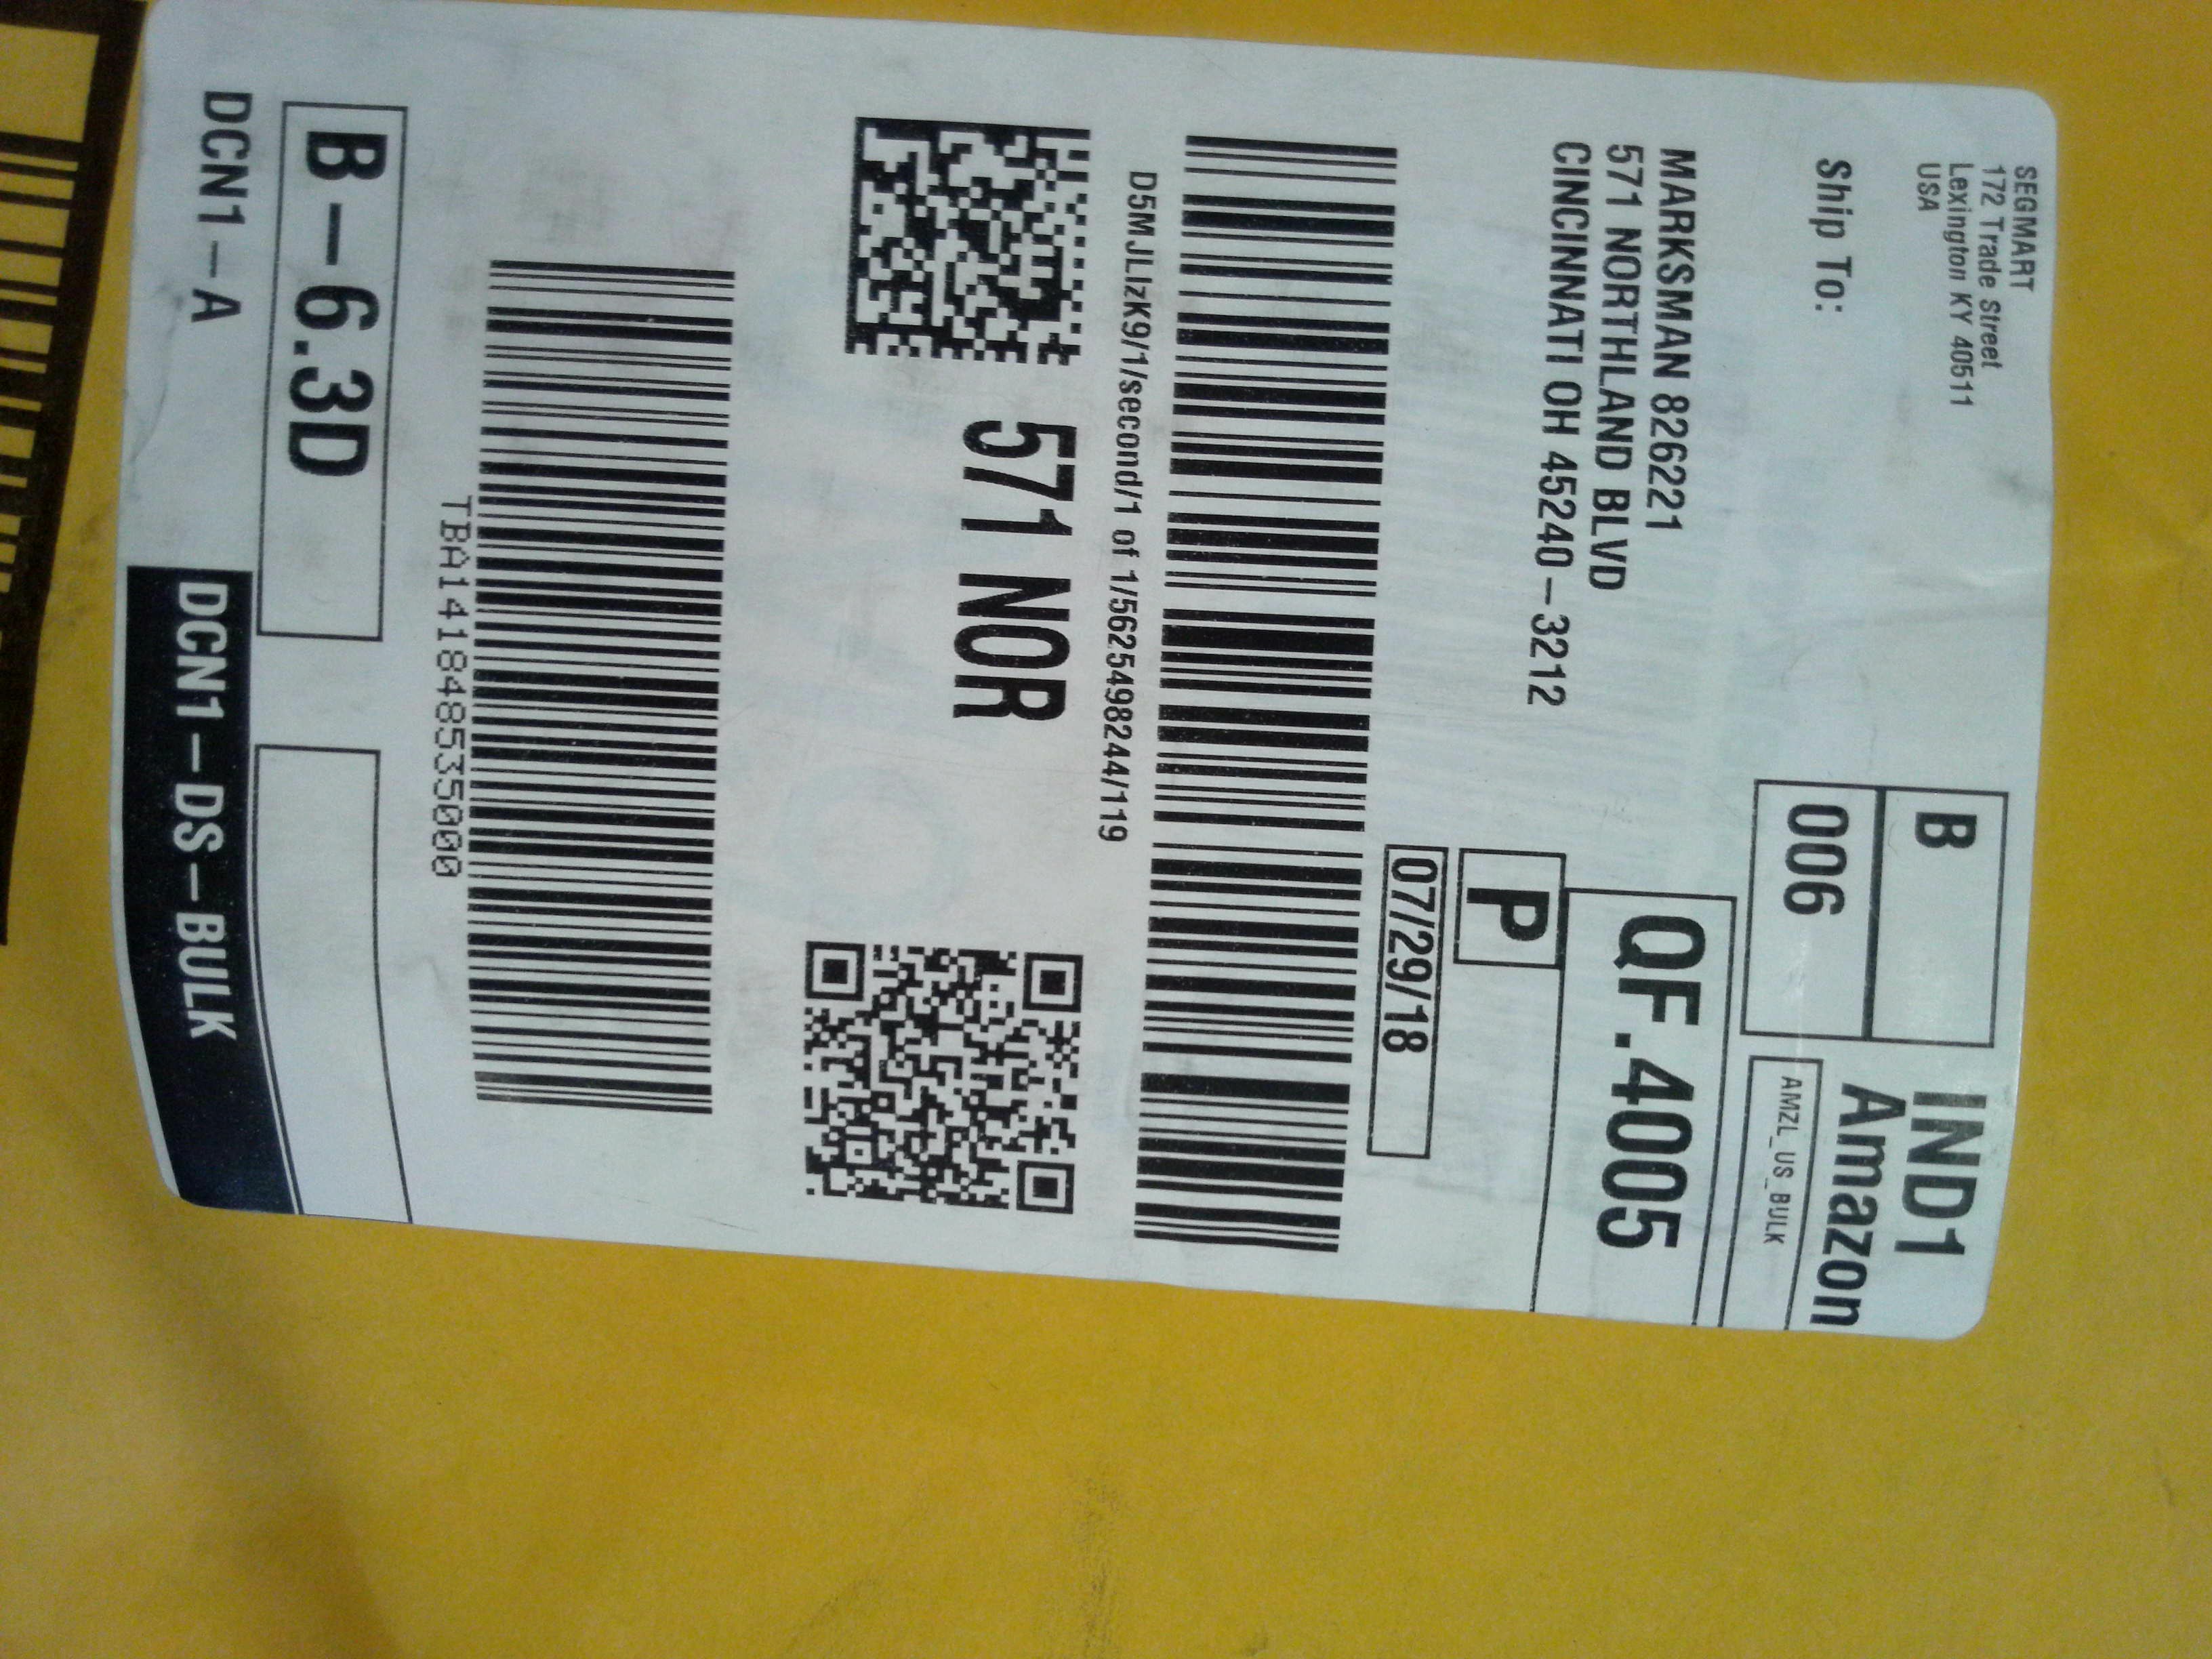 SEGMART
172 Trade Street
Lexington KY 40511
USA
B
006
IND1
Amazon
AMZL_US_BULK
Ship To:
MARKSMAN 826221
571 NORTHLAND BLVD
CINCINNATI OH 45240-3212
QF.4005
P
07/29/18
D5MJLIzK9/1/second/1 of 1/5625498244/119
571 NOR
TBA141848535000
B-6.3D
DCN1-A
DCN1-DS-BULK